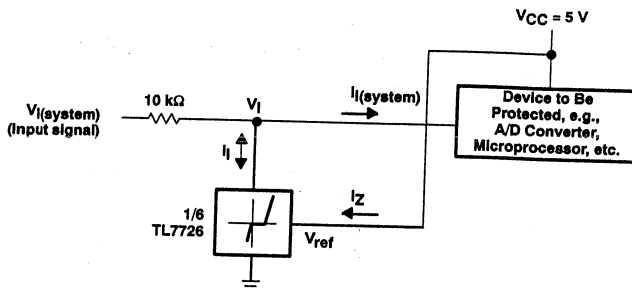 VCC = 5 V
10 kΩ
VI
II(system)
VI(system)
(Input signal)
Device to Be
Protected, e.g.,
A/D Converter,
Microprocessor, etc.
II
1/6
TL7726
IZ
Vref